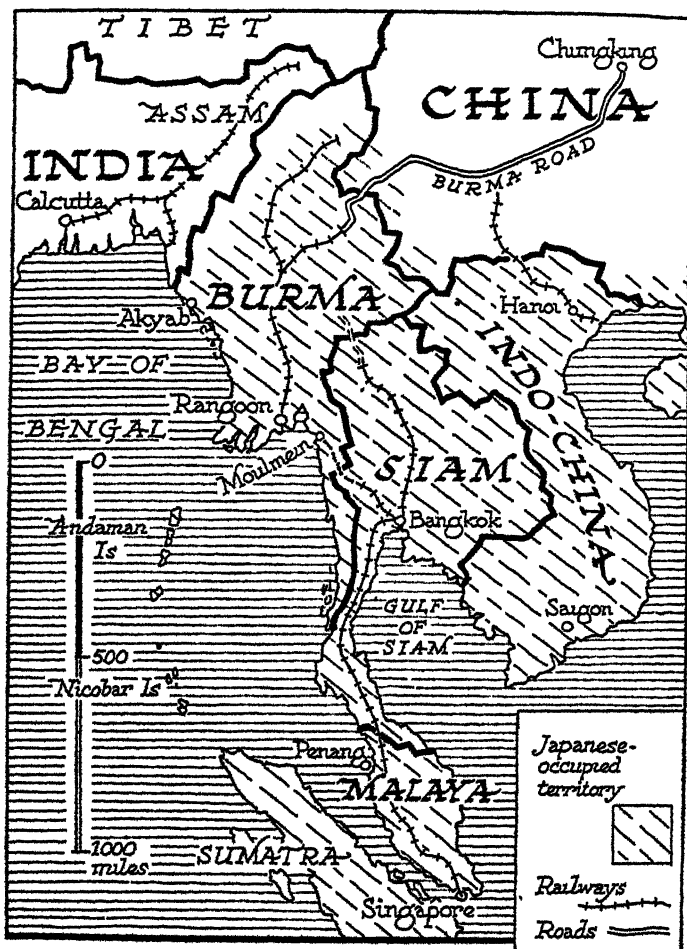 TIBET
Chungking
ASSAM
CHINA
INDIA
BURMA ROAD
Calcutta
BURMA
Hanoi
Akyab
INDO-CHINA
BAY OF
BENGAL
Rangoon
Moulmein
SIAM
0
Bangkok
Andaman
Is
GULF
OF
SIAM
Saigon
500
Nicobar Is
Penang
MALAYA
1000
miles
SUMATRA
Singapore
Japanese-
occupied
territory
Railways
Roads